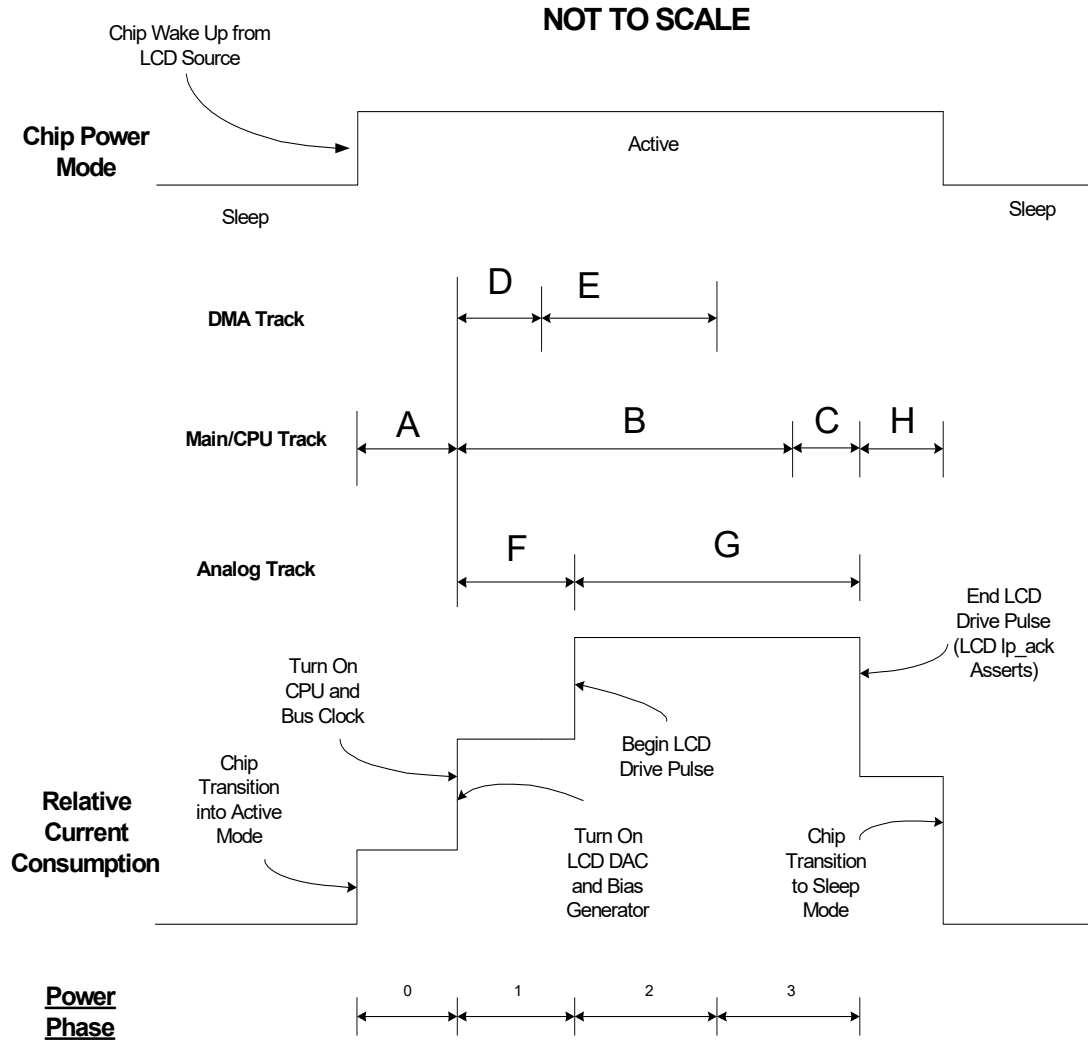 NOT TO SCALE
Chip Wake Up from
LCD Source
Chip Power
Mode
Active
Sleep
Sleep
D
E
DMA Track
A
B
C
H
Main/CPU Track
F
G
Analog Track
End LCD
Drive Pulse
(LCD lp_ack
Asserts)
Turn On
CPU and
Bus Clock
Begin LCD
Drive Pulse
Chip
Transition
into Active
Mode
Relative
Current
Consumption
Turn On
LCD DAC
and Bias
Generator
Chip
Transition
to Sleep
Mode
Power
Phase
0
1
2
3